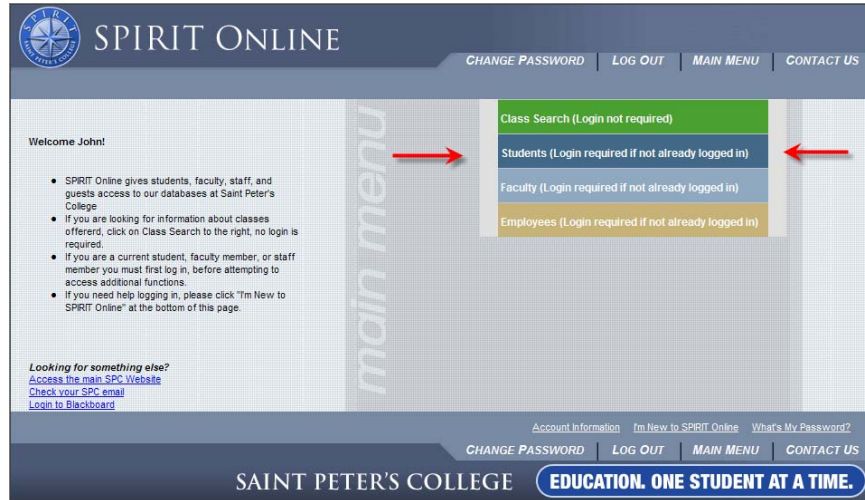 SPIRIT
SAINT PETER'S COLLEGE
SPIRIT ONLINE
CHANGE PASSWORD LOG OUT MAIN MENU CONTACT US
Welcome John!
SPIRIT Online gives students, faculty, staff, and
guests access to our databases at Saint Peter's
College
If you are looking for information about classes
offererd, click on Class Search to the right, no login is
required.
If you are a current student, faculty member, or staff
member you must first log in, before attempting to
access additional functions.
If you need help logging in, please click "I'm New to
SPIRIT Online" at the bottom of this page.
Looking for something else?
Access the main SPC Website
Check your SPC email
Login to Blackboard
main menu
Class Search (Login not required)
Students (Login required if not already logged in)
Faculty (Login required if not already logged in)
Employees (Login required if not already logged in)
Account Information I'm New to SPIRIT Online What's My Password?
CHANGE PASSWORD LOG OUT MAIN MENU CONTACT US
SAINT PETER'S COLLEGE EDUCATION. ONE STUDENT AT A TIME.